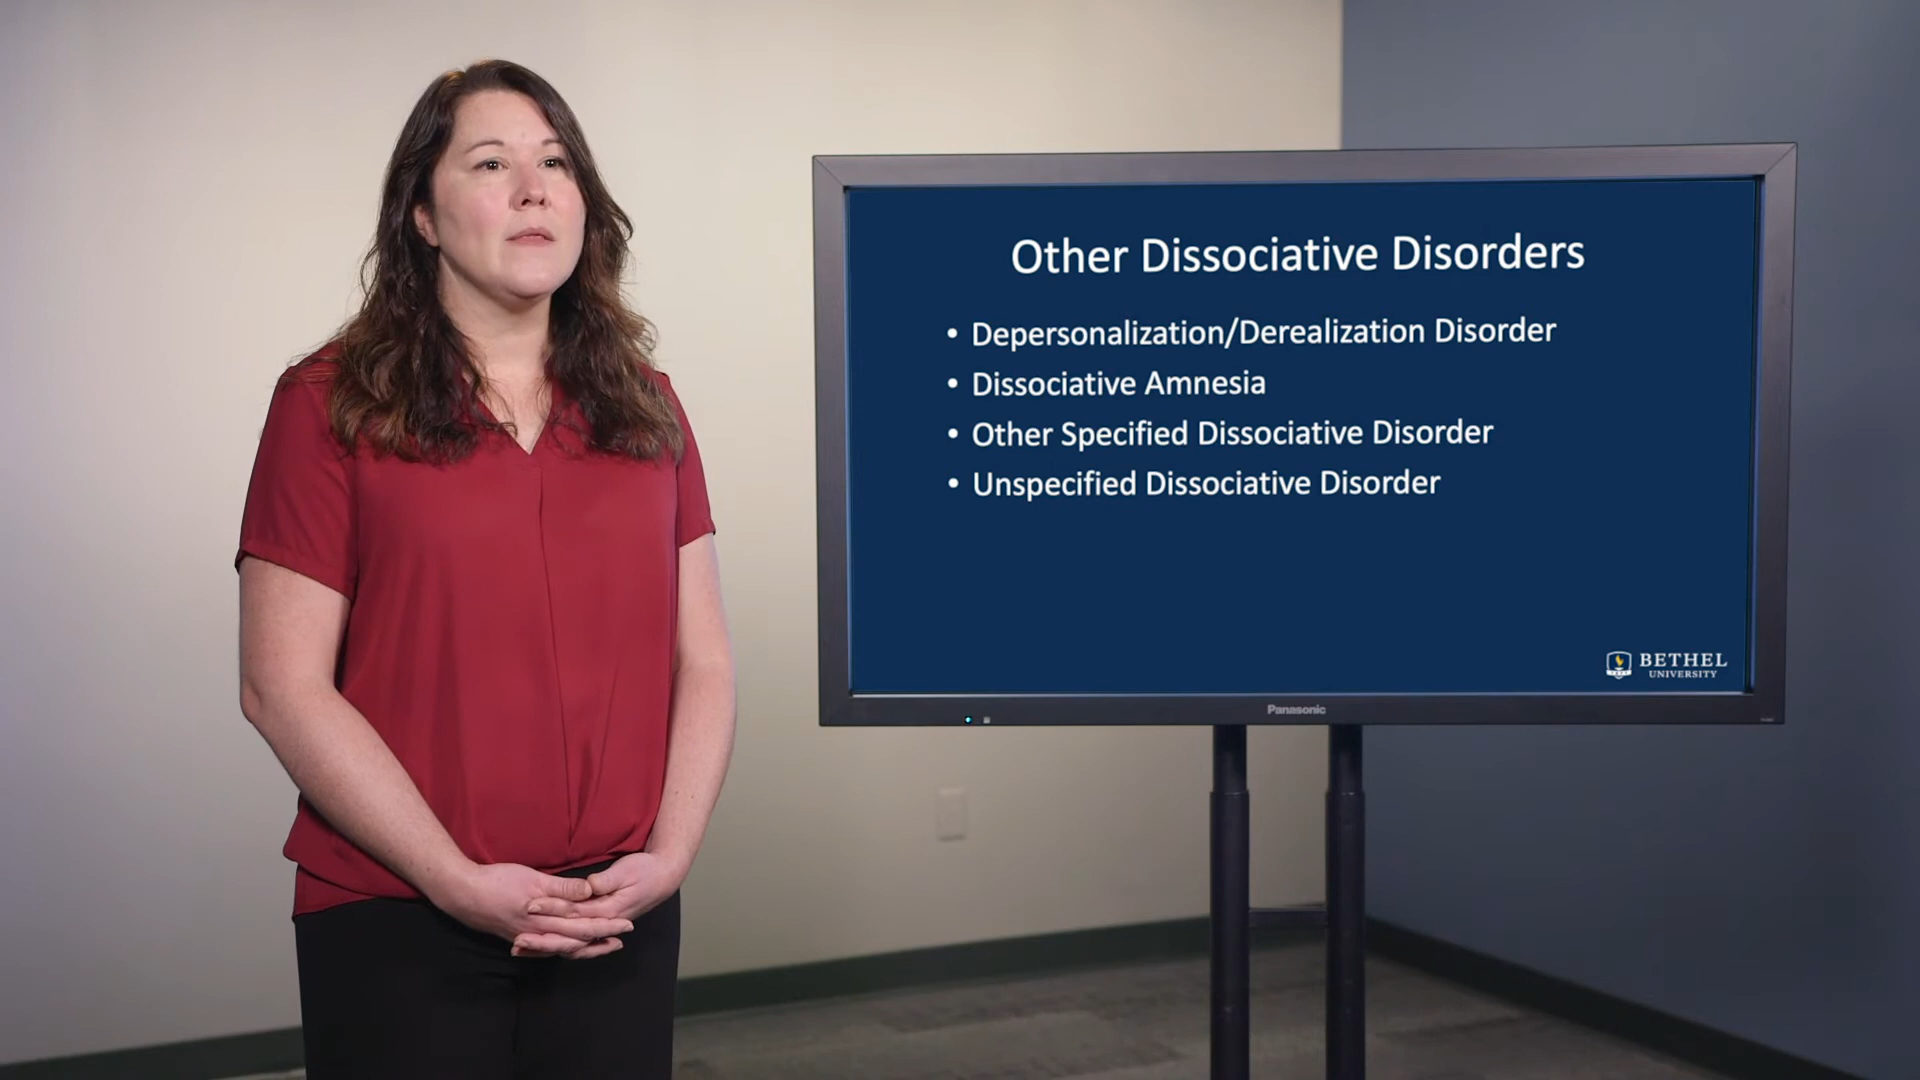 Other Dissociative Disorders
• Depersonalization/Derealization Disorder
• Dissociative Amnesia
• Other Specified Dissociative Disorder
• Unspecified Dissociative Disorder
BETHEL
UNIVERSITY
Panasonic